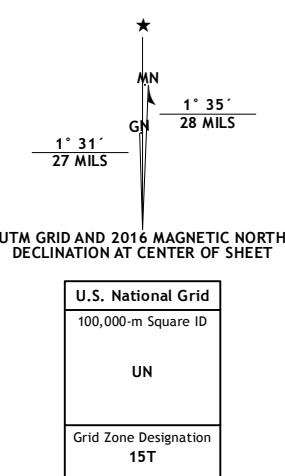 MN
1° 35´
28 MILS
GN
1° 31´
27 MILS
UTM GRID AND 2016 MAGNETIC NORTH
DECLINATION AT CENTER OF SHEET
U.S. National Grid
100,000-m Square ID
UN
Grid Zone Designation
15T